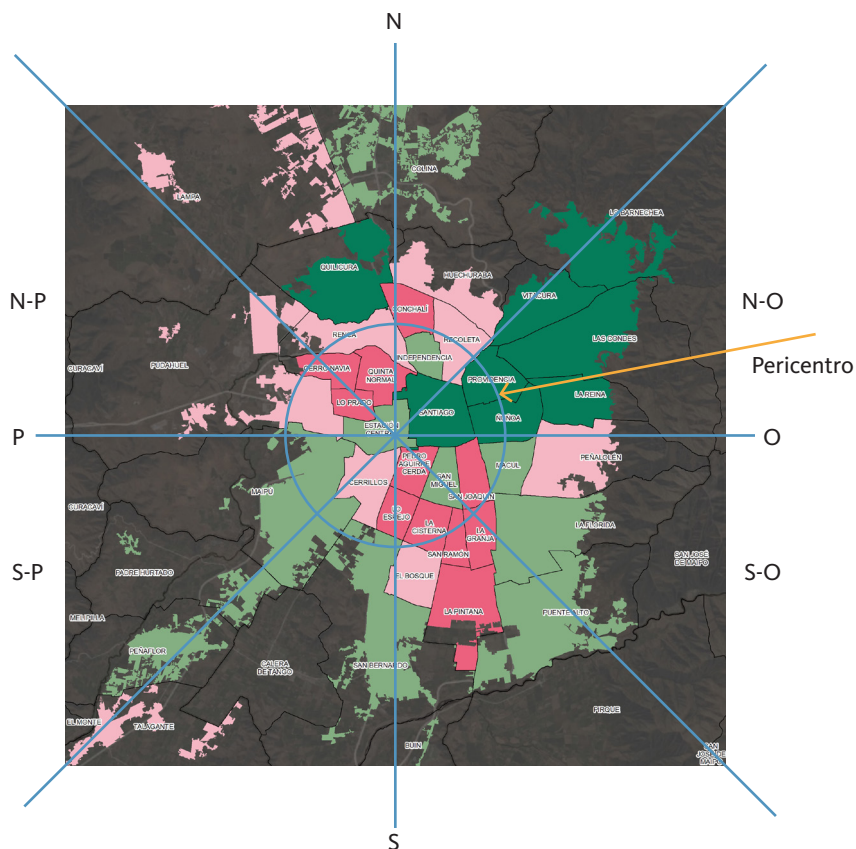 N
COLINA
LAMPA
LO BARNECHEA
QUILICURA
HUECHURABA
VITACURA
N-P
N-O
CONCHALÍ
RENCA
RECOLETA
LAS CONDES
INDEPENDENCIA
CURACAVÍ
PUDAHUEL
CERRO NAVIA
QUINTA
NORMAL
PROVIDENCIA
Pericentro
LO PRADO
LA REINA
SANTIAGO
ÑUÑOA
ESTACIÓN
CENTRAL
P
O
PEDRO
AGUIRRE
CERDA
MACUL
PEÑALOLÉN
CERRILLOS
SAN
MIGUEL
MAIPÚ
SAN JOAQUÍN
CURACAVÍ
LO
ESPEJO
LA
CISTERNA
LA
GRANJA
LA FLORIDA
SAN RAMÓN
SAN JOSÉ
DE MAIPO
S-P
PADRE HURTADO
EL BOSQUE
S-O
LA PINTANA
PUENTE ALTO
MELIPILLA
PEÑAFLOR
CALERA
DE TANGO
SAN BERNARDO
PIRQUE
EL MONTE
TALAGANTE
BUIN
SAN
JOSÉ DE
MAIPO
S